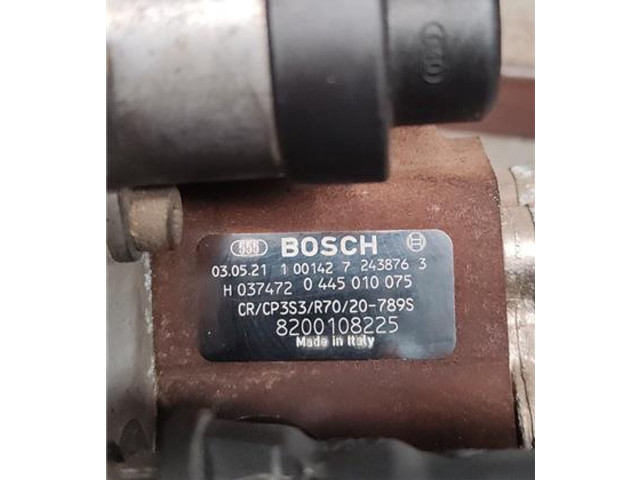 555 BOSCH
03.05.21 1 00142 7 243876 3
H 037472 0 445 010 075
CR/CP3S3/R70/20-789S
8200108225
Made in Italy